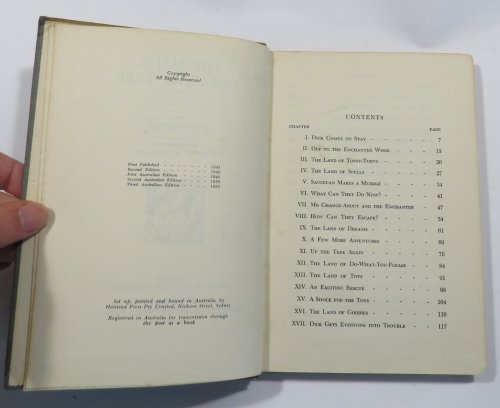 Copyright
All Rights Reserved
First Published - - - - 1943
Second Edition - - - -
First Australian Edition -
Second Australian Edition -
Third Australian Edition -
Set up, printed and bound in Australia by
Halstead Press Pty Limited, Nickson Street, Sydney.
Registered in Australia for transmission through
the post as a book
CONTENTS
CHAPTER PAGE
I. Dick Comes to Stay - - - - - 7
II. Off to the Enchanted Wood - - - - 13
III. The Land of Topsy-Turvy - - - - 20
IV. The Land of Spells - - - - - 27
V. Saucepan Makes a Muddle - - - - 34
VI. What Can They Do Now? - - - - 41
VII. Mr Change-About and the Enchanter - - 47
VIII. How Can They Escape? - - - - 54
IX. The Land of Dreams - - - - - 61
X. A Few More Adventures - - - - 69
XI. Up the Tree Again - - - - - 76
XII. The Land of Do-What-You-Please - - - 84
XIII. The Land of Toys - - - - - 91
XIV. An Exciting Rescue - - - - - 98
XV. A Shock for the Toys - - - - - 104
XVI. The Land of Goodies - - - - - 110
XVII. Dick Gets Everyone into Trouble - - - 117